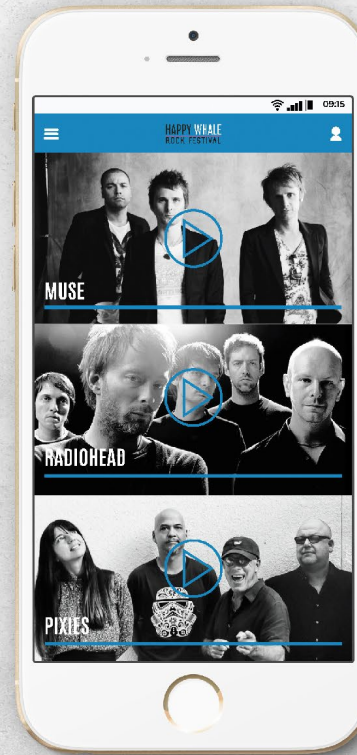 09:15
HAPPY WHALE
ROCK FESTIVAL
MUSE
RADIOHEAD
PIXIES